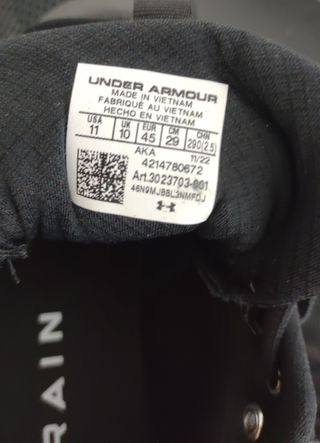 UNDER ARMOUR
MADE IN VIETNAM
FABRIQUÉ AU VIETNAM
HECHO EN VIETNAM
USA UK EUR CM CHN
11 10 45 29 290(2.5)
AKA 11/22
4214780672
Art.3023703-001
46N9MJBBL3NMFDJ
RAIN